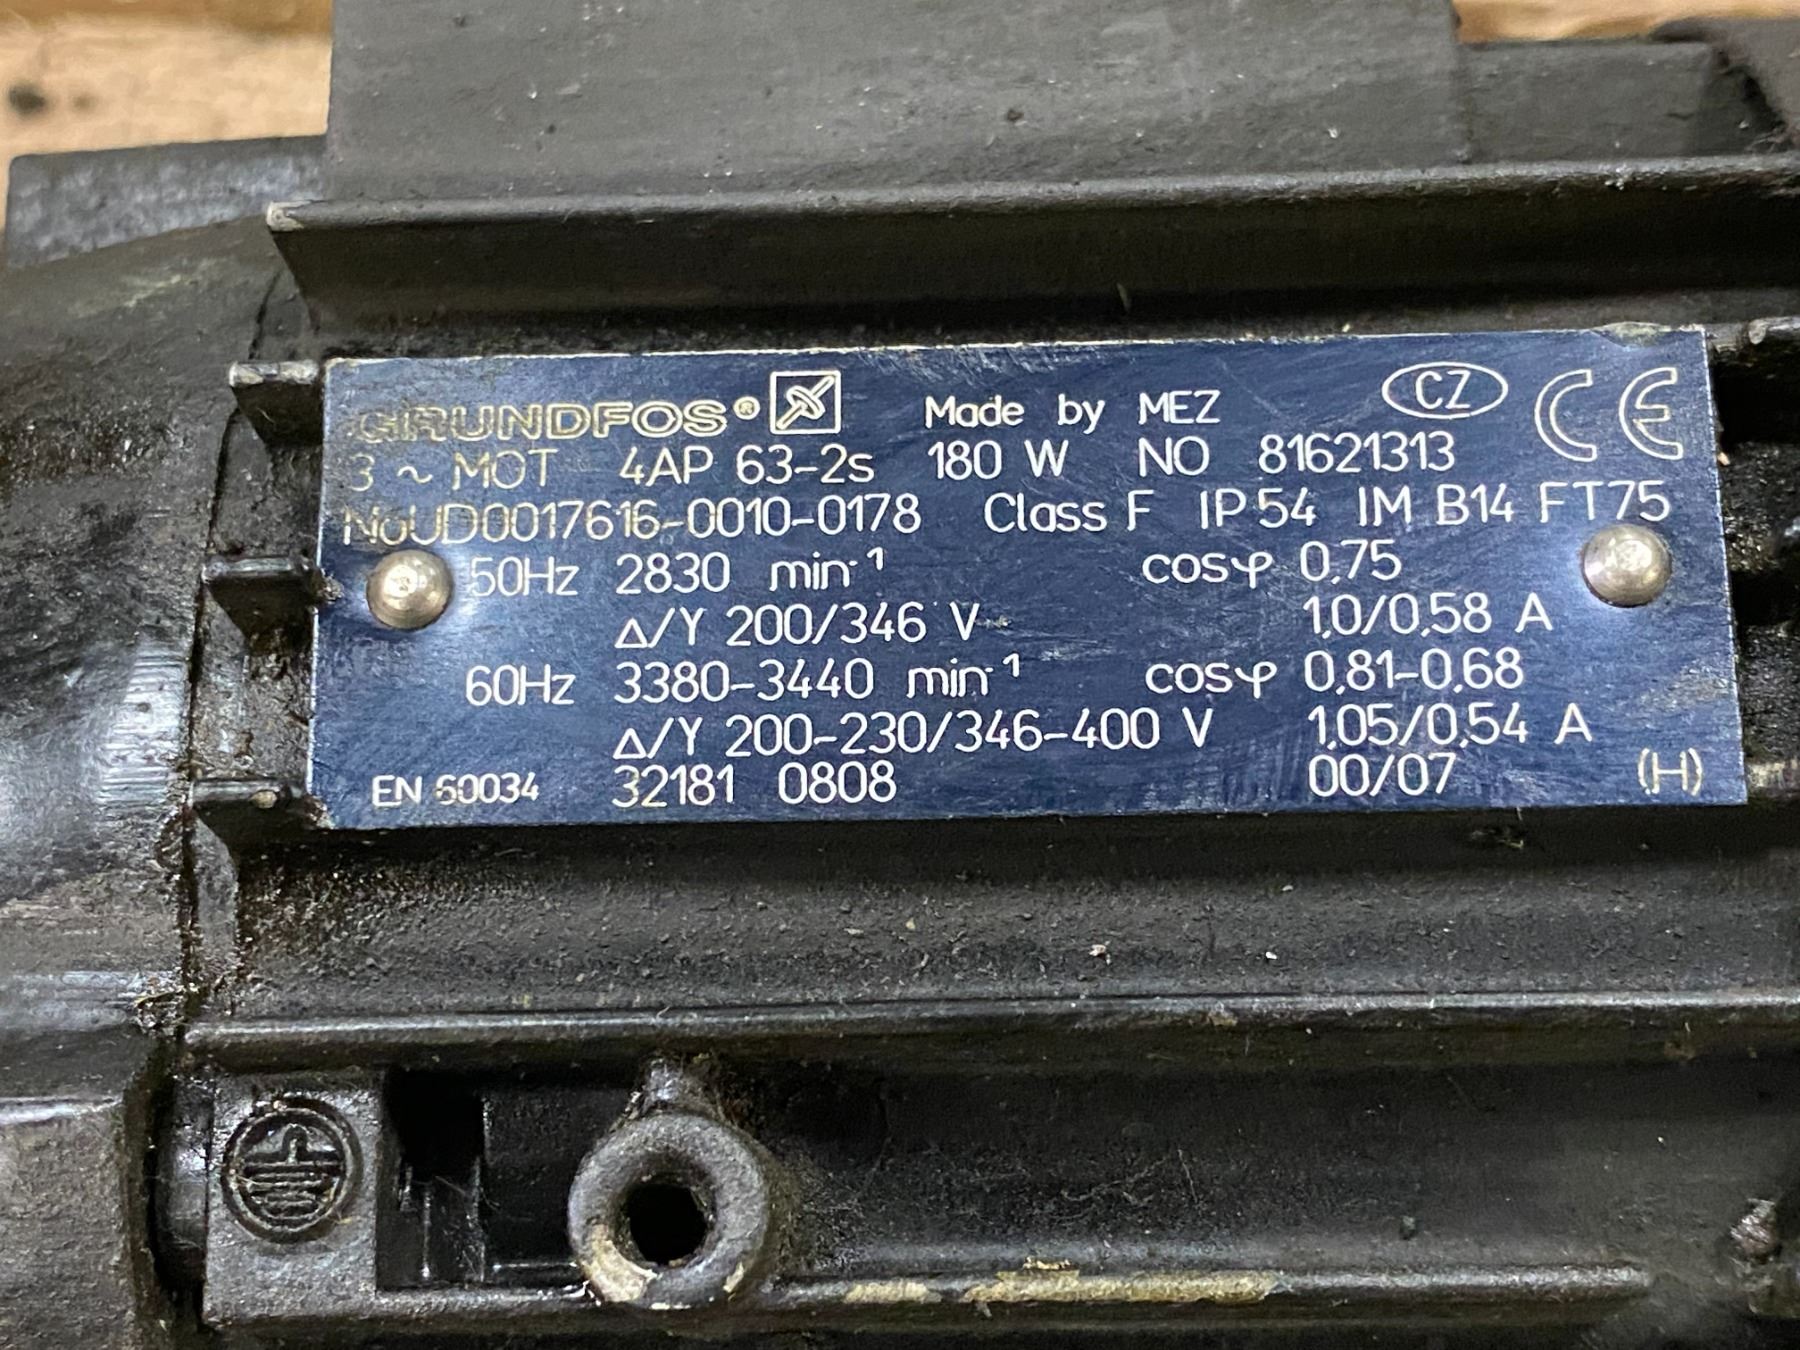 GRUNDFOS® Made by MEZ CZ CE
3 ~ MOT 4AP 63-2s 180 W NO 81621313
NoUD0017616-0010-0178 Class F IP54 IM B14 FT75
50Hz 2830 min⁻¹ cosφ 0,75
Δ/Y 200/346 V 1,0/0,58 A
60Hz 3380-3440 min⁻¹ cosφ 0,81-0,68
Δ/Y 200-230/346-400 V 1,05/0,54 A
EN 60034 32181 0808 00/07 (H)